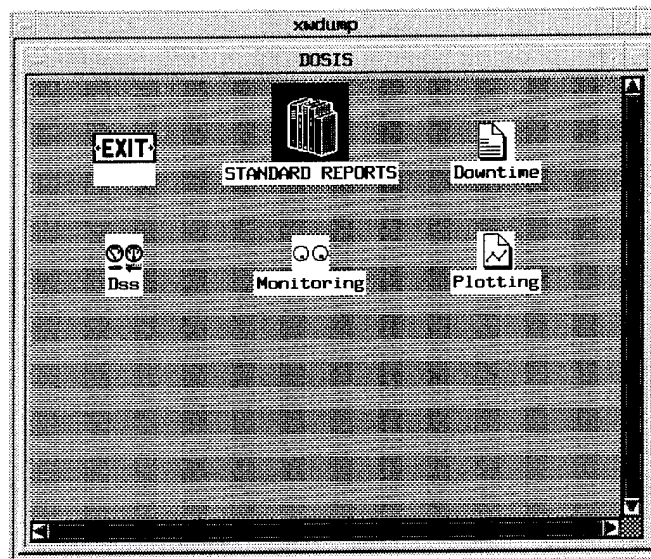 xwdump
DOSIS
EXIT
STANDARD REPORTS
Downtime
Dss
Monitoring
Plotting